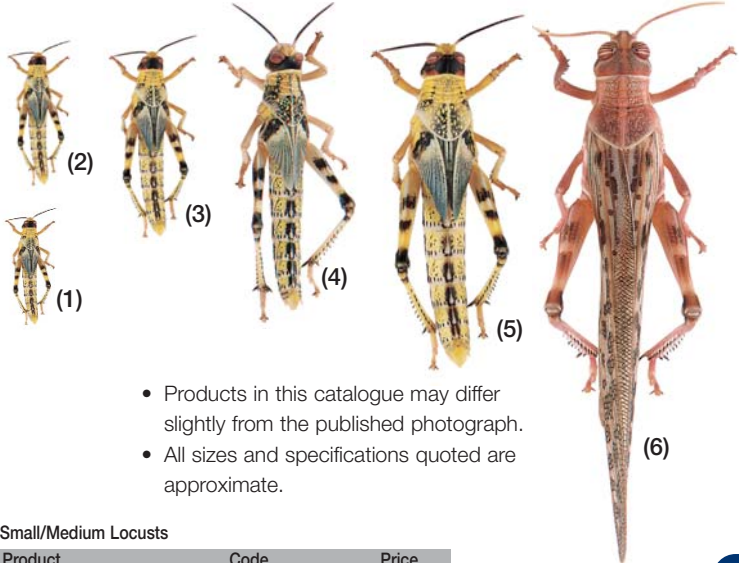 (2)
(3)
(1)
(4)
(5)
(6)
• Products in this catalogue may differ
slightly from the published photograph.
• All sizes and specifications quoted are
approximate.
Small/Medium Locusts
Product Code Price